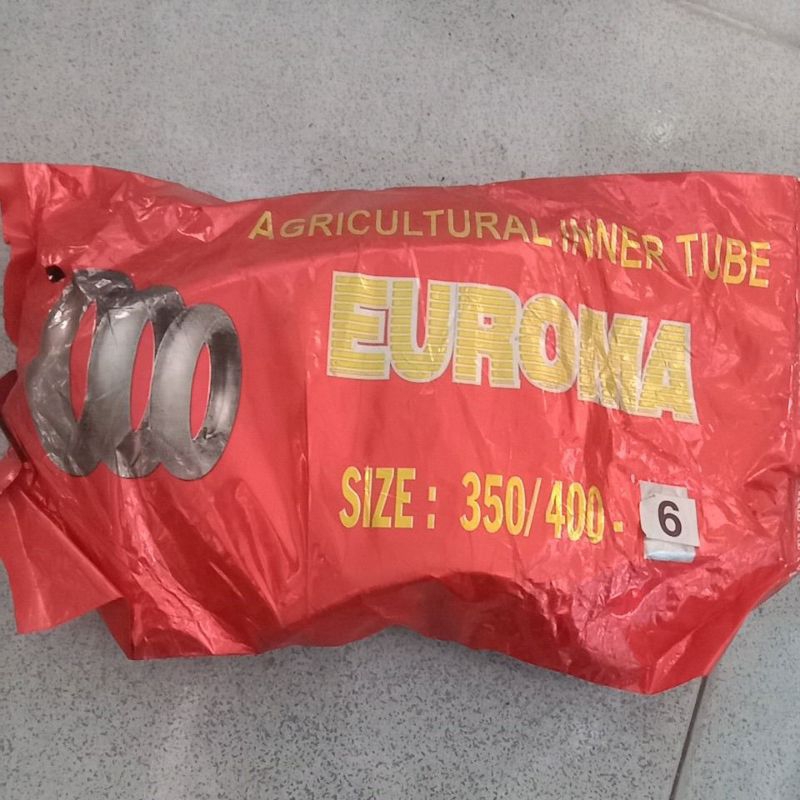 AGRICULTURAL INNER TUBE
EUROMA
SIZE : 350/400 - 6